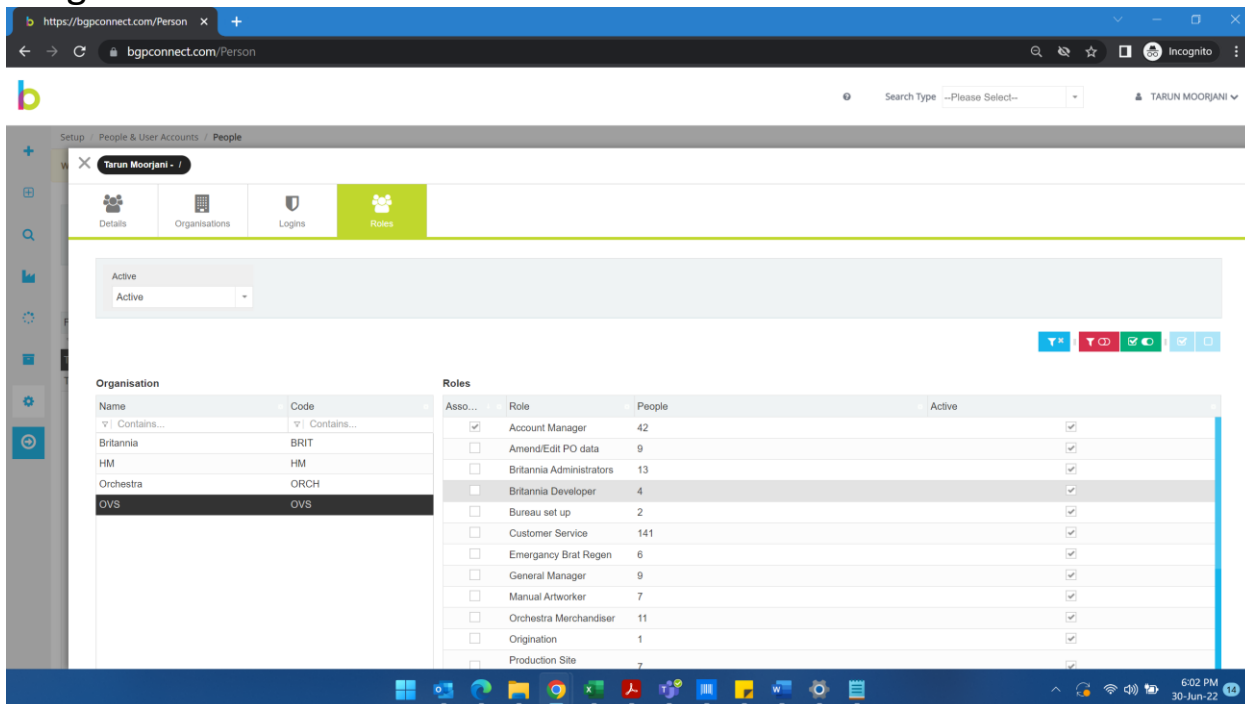 https://bgpconnect.com/Person
bgpconnect.com/Person
Incognito
b
Search Type --Please Select--
TARUN MOORJANI
Setup / People & User Accounts / People
Tarun Moorjani - /
Details Organisations Logins Roles
Active
Active
Organisation
Roles
Name Code
Asso... Role People Active
Contains... Contains...
Account Manager 42
Britannia BRIT
Amend/Edit PO data 9
HM HM
Britannia Administrators 13
Orchestra ORCH
Britannia Developer 4
OVS OVS
Bureau set up 2
Customer Service 141
Emergancy Brat Regen 6
General Manager 9
Manual Artworker 7
Orchestra Merchandiser 11
Origination 1
Production Site 7
6:02 PM
30-Jun-22
14